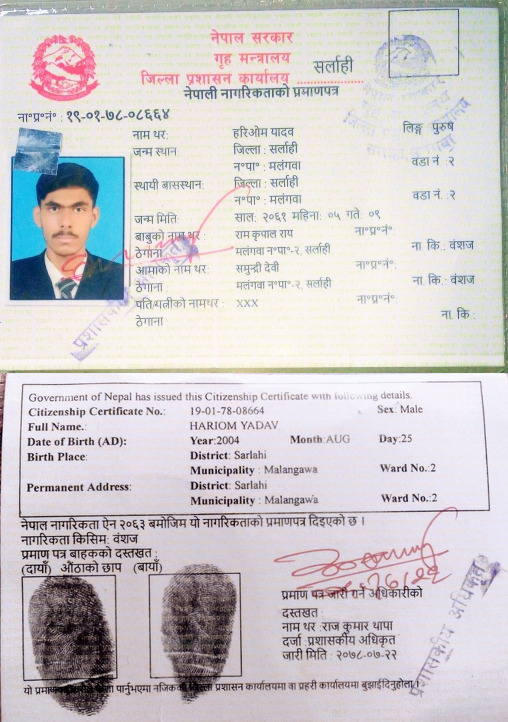 नेपाल सरकार
गृह मन्त्रालय
जिल्ला प्रशासन कार्यालय सर्लाही
नेपाली नागरिकताको प्रमाणपत्र
ना०प्र०नं० : १९-०१-७८-०८६६४
नाम थर: हरिओम यादव लिङ्ग पुरुष
जन्म स्थान जिल्ला : सर्लाही
न०पा० : मलंगवा वडा नं : २
स्थायी बासस्थान: जिल्ला : सर्लाही
न०पा० : मलंगवा वडा नं : २
जन्म मिति साल: २०६१ महिना: ०५ गते: ०९
बाबुको नाम थर राम कृपाल राय ना०प्र०नं०
ठेगाना मलंगवा न०पा०-२, सर्लाही ना. कि.: वंशज
आमाको नाम थर: समुन्द्री देवी ना०प्र०नं०:
ठेगाना मलंगवा न०पा०-२, सर्लाही ना. कि.: वंशज
पति/पत्नीको नामथर : XXX ना०प्र०नं०:
ठेगाना: ना. कि :
प्रशासकीय अधिकृत
Government of Nepal has issued this Citizenship Certificate with following details.
Citizenship Certificate No.: 19-01-78-08664 Sex: Male
Full Name.: HARIOM YADAV
Date of Birth (AD): Year:2004 Month:AUG Day:25
Birth Place: District: Sarlahi
Municipality : Malangawa Ward No.:2
Permanent Address: District: Sarlahi
Municipality : Malangawa Ward No.:2
नेपाल नागरिकता ऐन २०६३ बमोजिम यो नागरिकताको प्रमाणपत्र दिइएको छ ।
नागरिकता किसिम: वंशज
प्रमाण पत्र बाहकको दस्तखत :
(दायाँ) औंठाको छाप (बायाँ)
प्रमाण पत्र जारी गर्ने अधिकारीको
दस्तखत :
नाम थर :राज कुमार थापा
दर्जा :प्रशासकीय अधिकृत
जारी मिति : २०७८-०७-२२
प्रशासकीय अधिकृत
यो प्रमाणपत्र पार्नुभएमा नजिकको जिल्ला प्रशासन कार्यालयमा वा प्रहरी कार्यालयमा बुझाईदिनुहोला ।